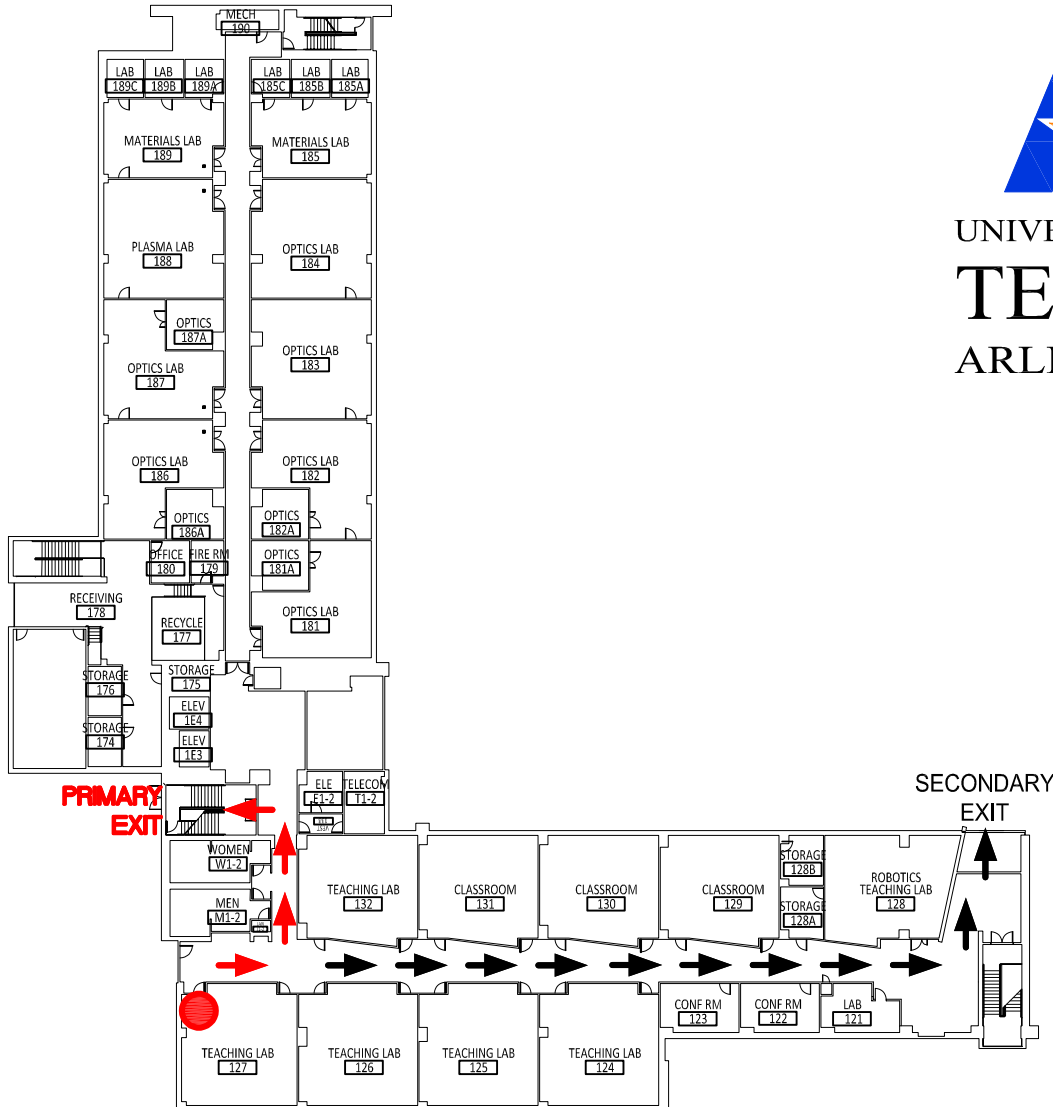 MECH
190
LAB
189C
LAB
189B
LAB
189A
LAB
185C
LAB
185B
LAB
185A
MATERIALS LAB
189
MATERIALS LAB
185
PLASMA LAB
188
OPTICS LAB
184
OPTICS
187A
OPTICS LAB
187
OPTICS LAB
183
OPTICS LAB
186
OPTICS LAB
182
OPTICS
186A
OPTICS
182A
OFFICE
180
FIRE RM
179
OPTICS
181A
RECEIVING
178
RECYCLE
177
OPTICS LAB
181
STORAGE
176
STORAGE
175
STORAGE
174
ELEV
1E4
ELEV
1E3
ELE
E1-2
TELECOM
T1-2
PRIMARY
EXIT
WOMEN
W1-2
MEN
M1-2
TEACHING LAB
132
CLASSROOM
131
CLASSROOM
130
CLASSROOM
129
STORAGE
128B
STORAGE
128A
ROBOTICS
TEACHING LAB
128
SECONDARY
EXIT
TEACHING LAB
127
TEACHING LAB
126
TEACHING LAB
125
TEACHING LAB
124
CONF RM
123
CONF RM
122
LAB
121
UNIVE
TE
ARLI